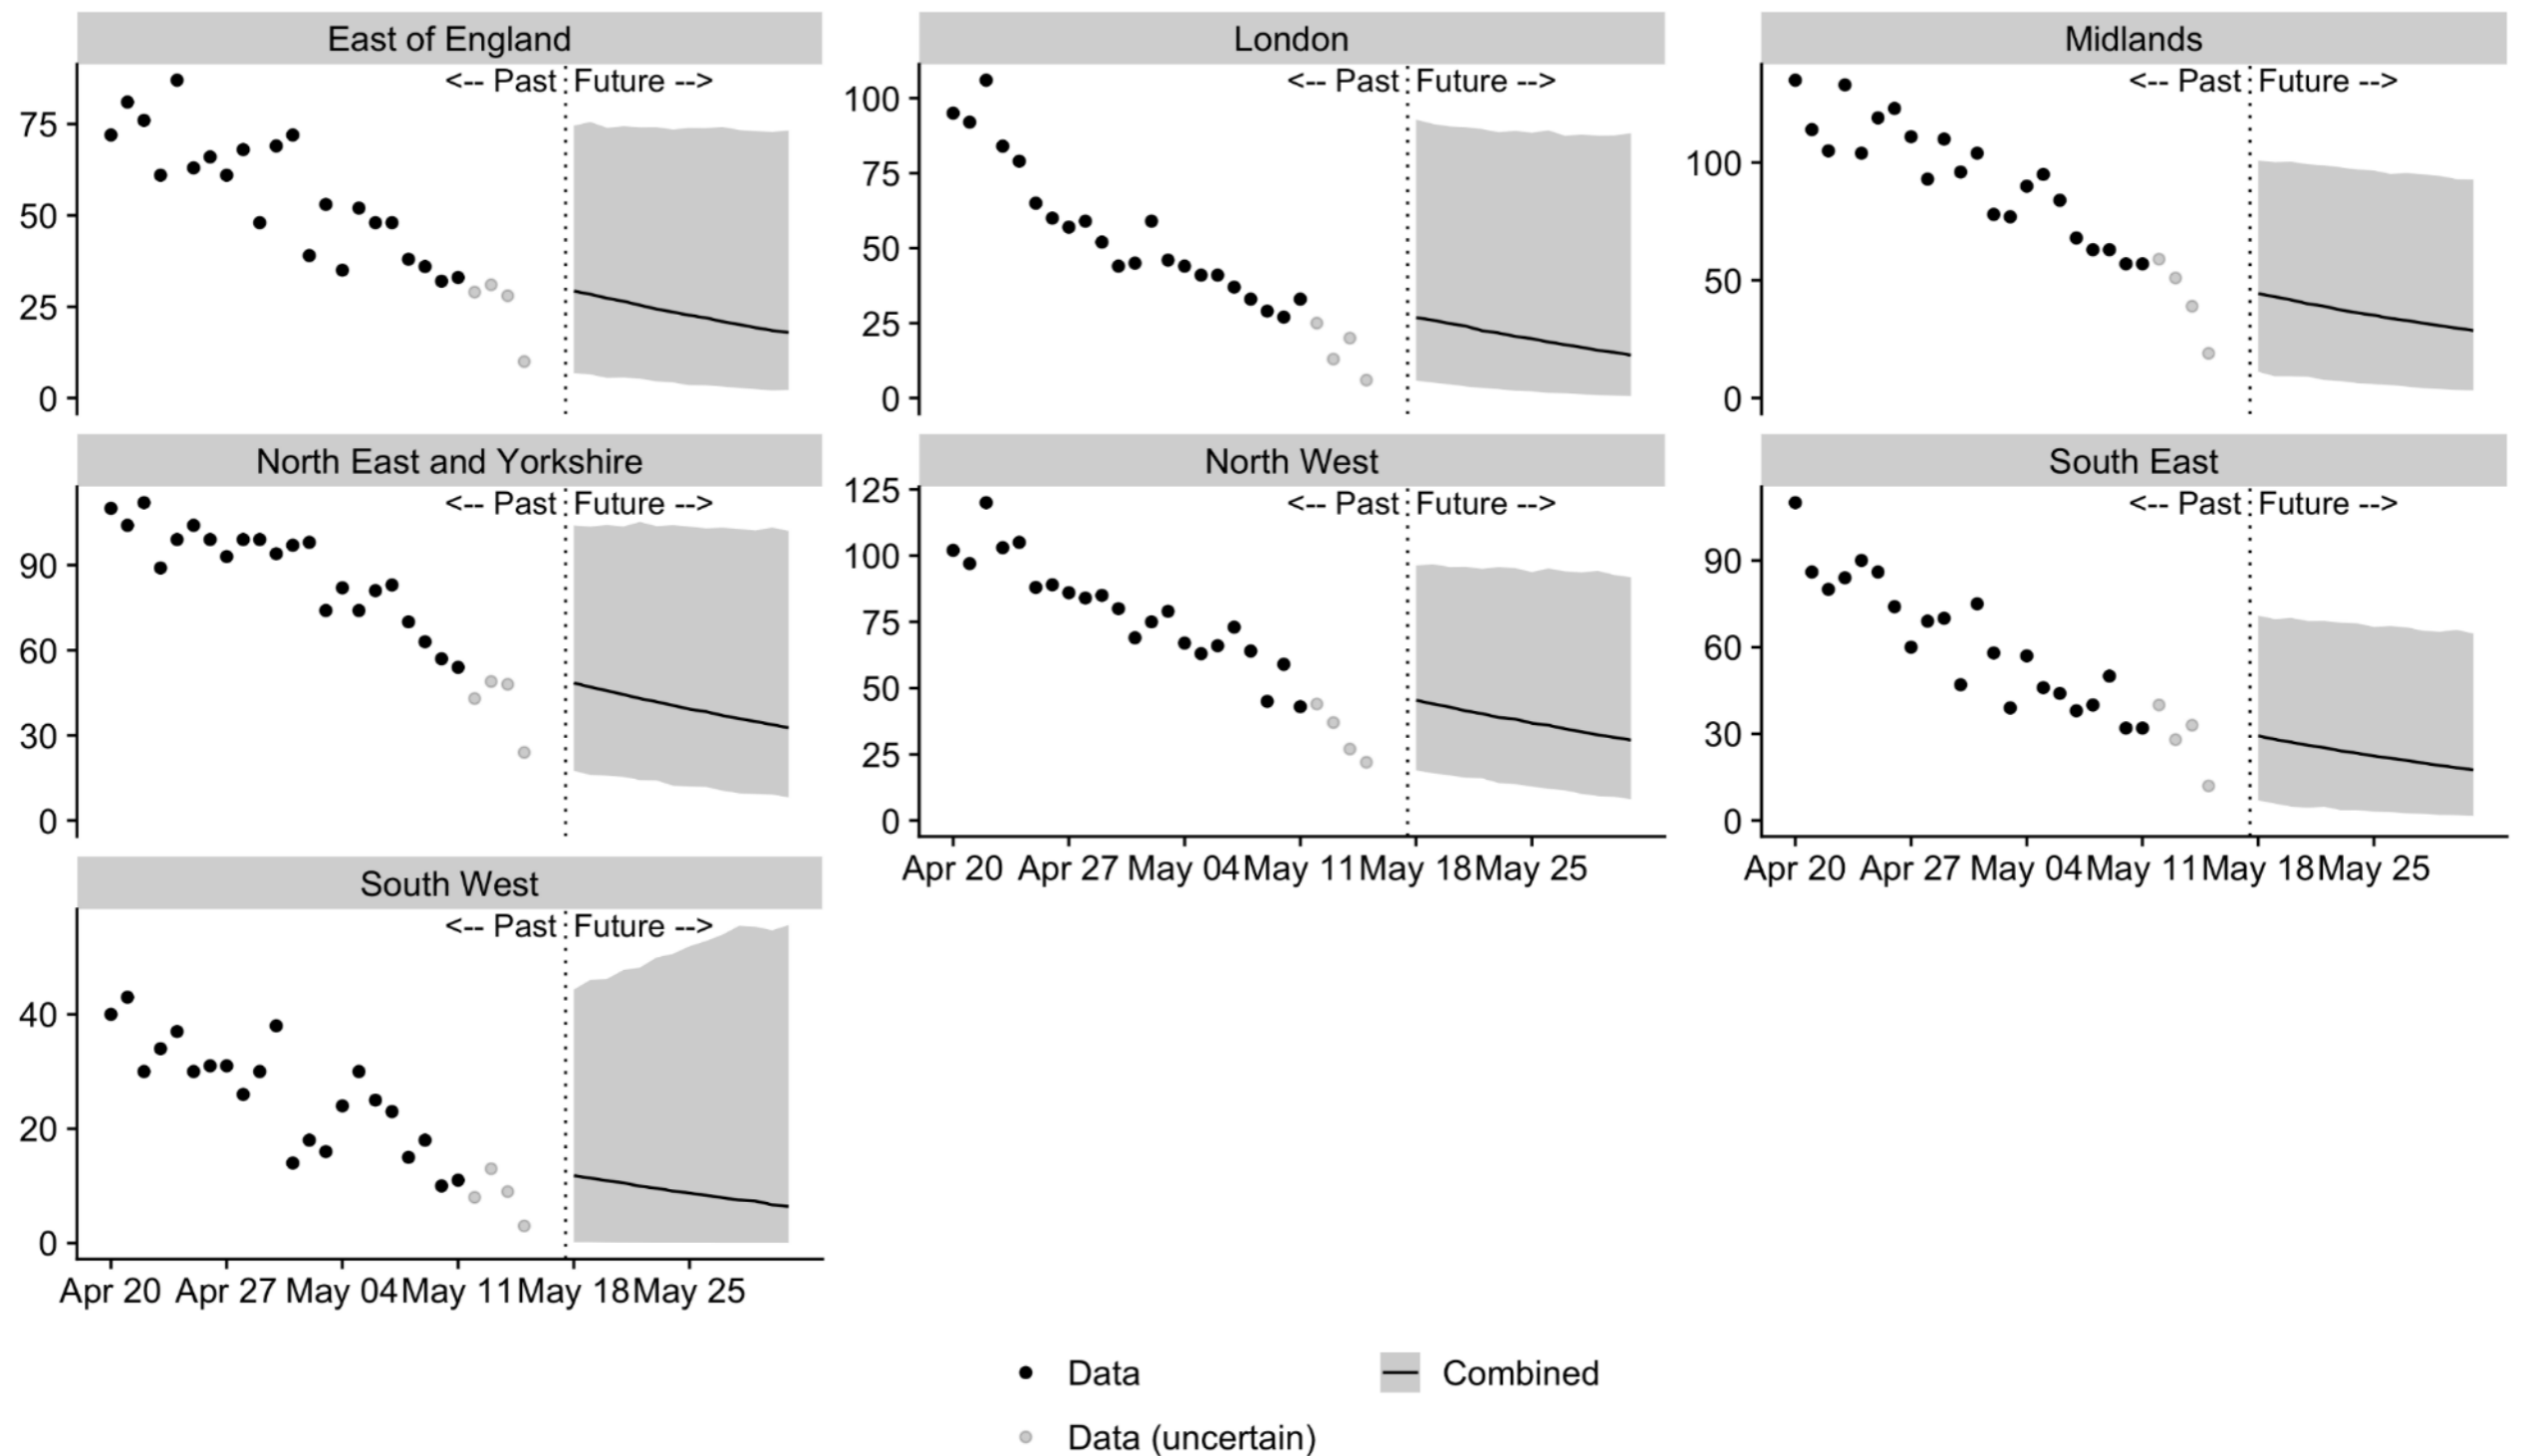 East of England
<-- Past Future -->
75
50
25
0
London
<-- Past Future -->
100
75
50
25
0
Midlands
<-- Past Future -->
100
50
0
North East and Yorkshire
<-- Past Future -->
90
60
30
0
North West
<-- Past Future -->
125
100
75
50
25
0
Apr 20 Apr 27 May 04 May 11 May 18 May 25
South East
<-- Past Future -->
90
60
30
0
Apr 20 Apr 27 May 04 May 11 May 18 May 25
South West
<-- Past Future -->
40
20
0
Apr 20 Apr 27 May 04 May 11 May 18 May 25
Data
Combined
Data (uncertain)